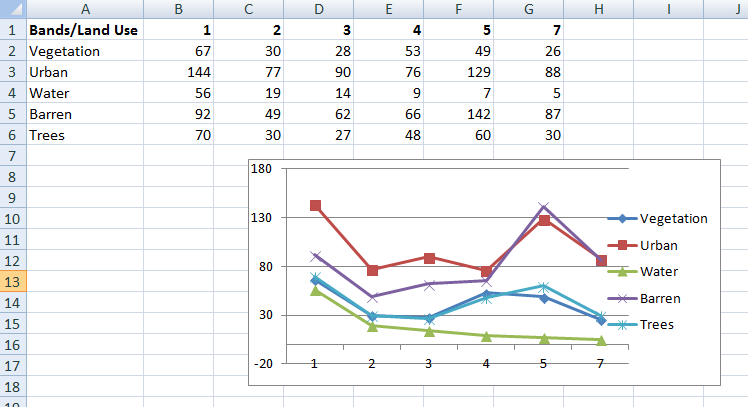 A B C D E F G H I J
1 Bands/Land Use 1 2 3 4 5 7
2 Vegetation 67 30 28 53 49 26
3 Urban 144 77 90 76 129 88
4 Water 56 19 14 9 7 5
5 Barren 92 49 62 66 142 87
6 Trees 70 30 27 48 60 30
7
8
9
10
11
12
13
14
15
16
17
18
19
180
130
80
30
-20
1 2 3 4 5 7
Vegetation
Urban
Water
Barren
Trees